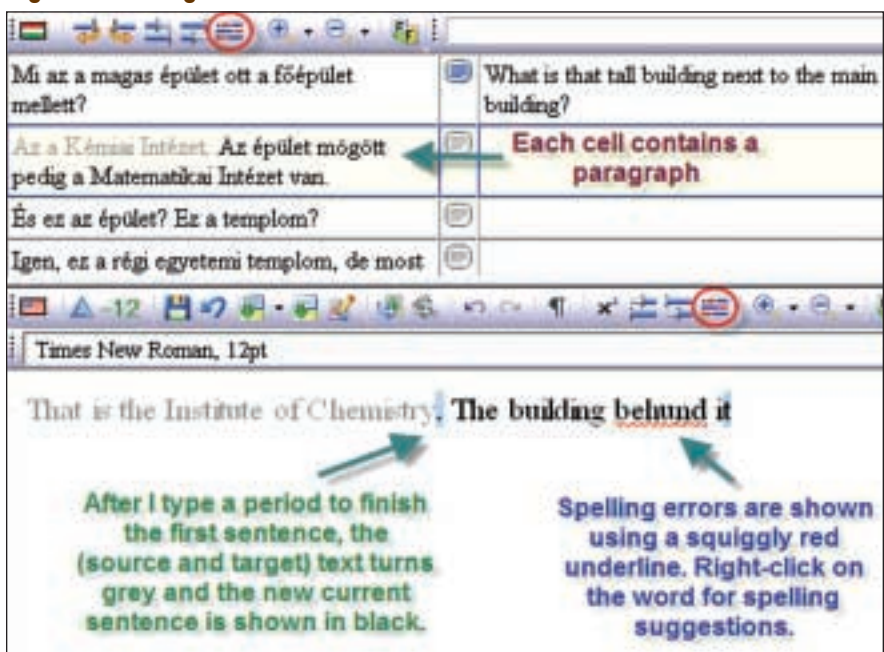 Mi az a magas épület ott a főépület
mellett?
What is that tall building next to the main
building?
Az a Kémiai Intézet. Az épület mögött
pedig a Matematikai Intézet van.
Each cell contains a
paragraph
És ez az épület? Ez a templom?
Igen, ez a régi egyetemi templom, de most
-12
Times New Roman, 12pt
That is the Institute of Chemistry. The building behund it
After I type a period to finish
the first sentence, the
(source and target) text turns
grey and the new current
sentence is shown in black.
Spelling errors are shown
using a squiggly red
underline. Right-click on
the word for spelling
suggestions.